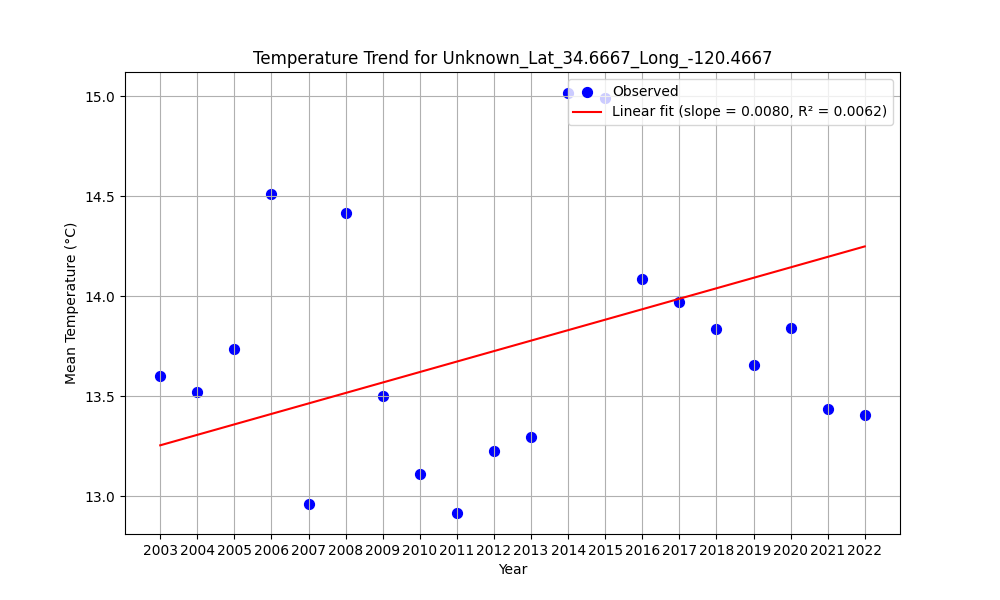 Temperature Trend for Unknown_Lat_34.6667_Long_-120.4667
Observed
Linear fit (slope = 0.0080, R² = 0.0062)
Mean Temperature (°C)
15.0
14.5
14.0
13.5
13.0
2003 2004 2005 2006 2007 2008 2009 2010 2011 2012 2013 2014 2015 2016 2017 2018 2019 2020 2021 2022
Year